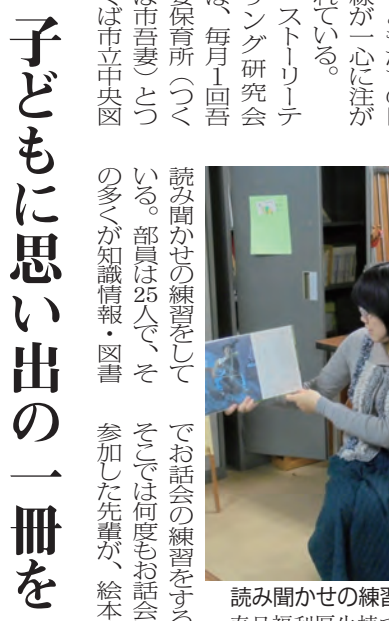 子どもに思い出の一冊を
線が一心に注が
れている。
ストーリーテ
リング研究会
は、毎月1回吾
妻保育所（つく
ば市吾妻）とつ
くば市立中央図
読み聞かせの練習をして
いる。部員は25人で、そ
の多くが知識情報・図書
でお話会の練習をする
そこでは何度もお話会
参加した先輩が、絵本
読み聞かせの練習